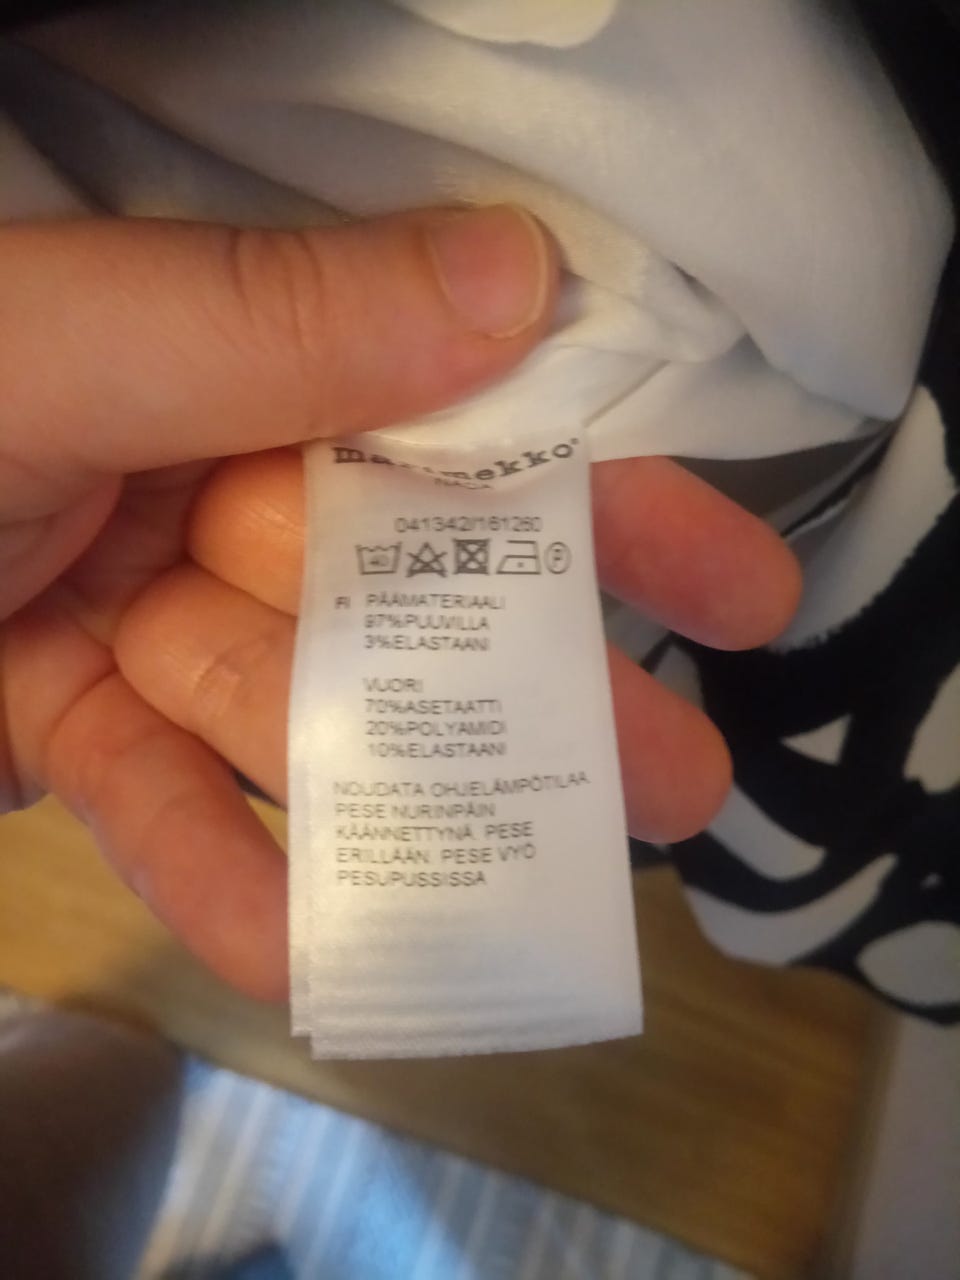 marimekko®
041342/161260
40 P
FI PÄÄMATERIAALI
97%PUUVILLA
3%ELASTAANI
VUORI
70%ASETAATTI
20%POLYAMIDI
10%ELASTAANI
NOUDATA OHJELÄMPÖTILAA
PESE NURINPÄIN
KÄÄNNETTYNÄ. PESE
ERILLÄÄN. PESE VYÖ
PESUPUSSISSA